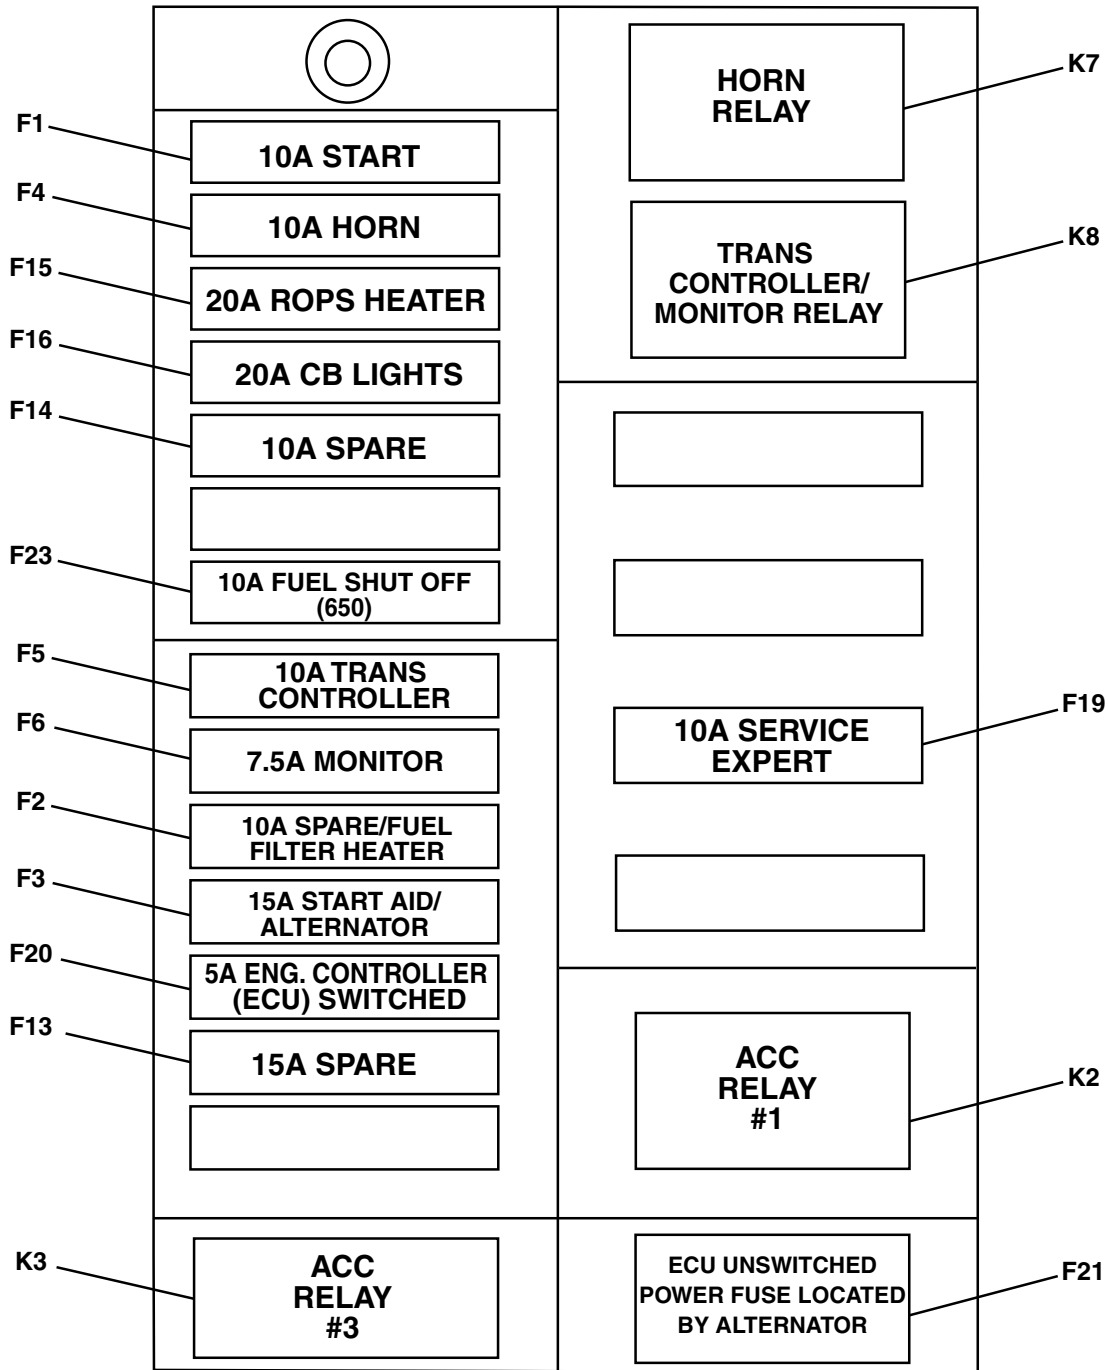 F1
10A START
F4
10A HORN
F15
20A ROPS HEATER
F16
20A CB LIGHTS
F14
10A SPARE
F23
10A FUEL SHUT OFF
(650)
F5
10A TRANS
CONTROLLER
F6
7.5A MONITOR
F2
10A SPARE/FUEL
FILTER HEATER
F3
15A START AID/
ALTERNATOR
F20
5A ENG. CONTROLLER
(ECU) SWITCHED
F13
15A SPARE
K3
ACC
RELAY
#3
HORN
RELAY
K7
TRANS
CONTROLLER/
MONITOR RELAY
K8
10A SERVICE
EXPERT
F19
ACC
RELAY
#1
K2
ECU UNSWITCHED
POWER FUSE LOCATED
BY ALTERNATOR
F21